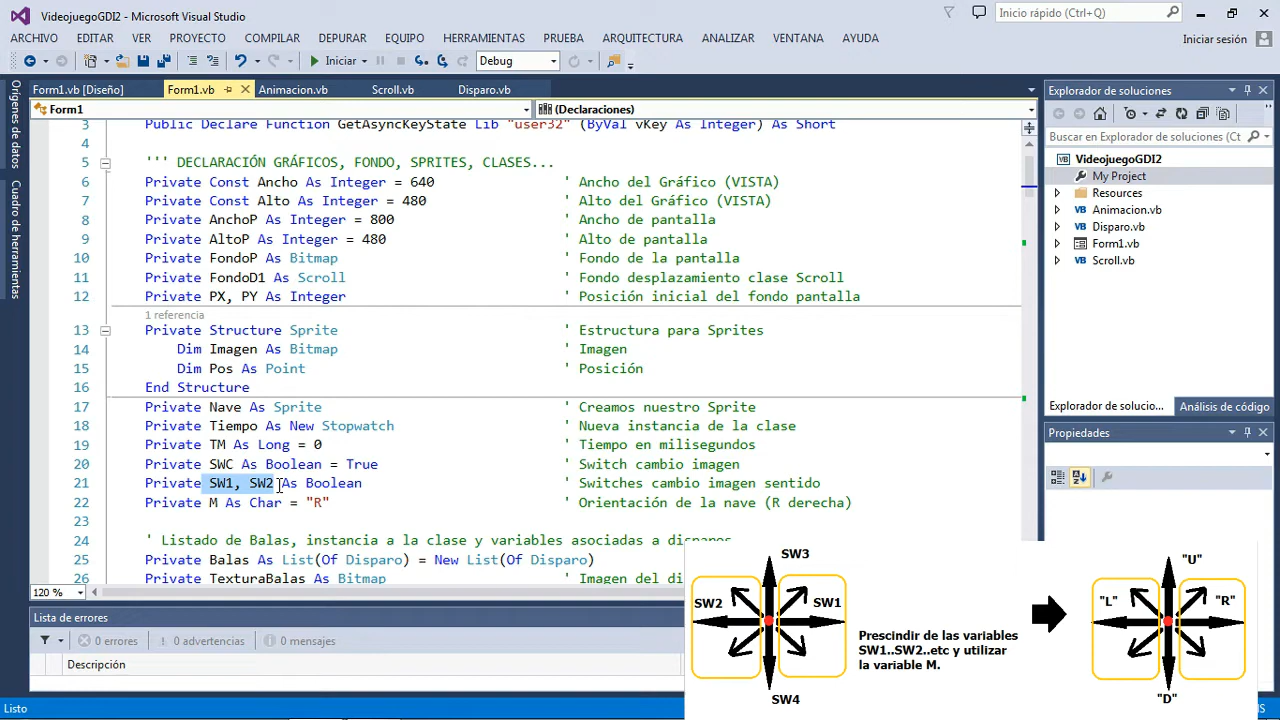 VideojuegoGDI2 - Microsoft Visual Studio
Inicio rápido (Ctrl+Q)
ARCHIVO EDITAR VER PROYECTO COMPILAR DEPURAR EQUIPO HERRAMIENTAS PRUEBA ARQUITECTURA ANALIZAR VENTANA AYUDA
Iniciar sesión
Iniciar Debug
Form1.vb [Diseño] Form1.vb Animacion.vb Scroll.vb Disparo.vb
Form1 (Declaraciones)
Orígenes de datos
Cuadro de herramientas
3 Public Declare Function GetAsyncKeyState Lib "user32" (ByVal vKey As Integer) As Short
4
5 ''' DECLARACIÓN GRÁFICOS, FONDO, SPRITES, CLASES...
6 Private Const Ancho As Integer = 640 ' Ancho del Gráfico (VISTA)
7 Private Const Alto As Integer = 480 ' Alto del Gráfico (VISTA)
8 Private AnchoP As Integer = 800 ' Ancho de pantalla
9 Private AltoP As Integer = 480 ' Alto de pantalla
10 Private FondoP As Bitmap ' Fondo de la pantalla
11 Private FondoD1 As Scroll ' Fondo desplazamiento clase Scroll
12 Private PX, PY As Integer ' Posición inicial del fondo pantalla
1 referencia
13 Private Structure Sprite ' Estructura para Sprites
14 Dim Imagen As Bitmap ' Imagen
15 Dim Pos As Point ' Posición
16 End Structure
17 Private Nave As Sprite ' Creamos nuestro Sprite
18 Private Tiempo As New Stopwatch ' Nueva instancia de la clase
19 Private TM As Long = 0 ' Tiempo en milisegundos
20 Private SWC As Boolean = True ' Switch cambio imagen
21 Private SW1, SW2 As Boolean ' Switches cambio imagen sentido
22 Private M As Char = "R" ' Orientación de la nave (R derecha)
23
24 ' Listado de Balas, instancia a la clase y variables asociadas a disparos
25 Private Balas As List(Of Disparo) = New List(Of Disparo)
26 Private TexturaBalas As Bitmap ' Imagen del di
120 %
Lista de errores
0 errores 0 advertencias 0 mensajes
Descripción
Listo
Explorador de soluciones
Buscar en Explorador de soluciones (Ct
VideojuegoGDI2
My Project
Resources
Animacion.vb
Disparo.vb
Form1.vb
Scroll.vb
Explorador de solucio... Análisis de código
Propiedades
SW3
SW2
SW1
SW4
Prescindir de las variables
SW1..SW2..etc y utilizar
la variable M.
"U"
"L"
"R"
"D"